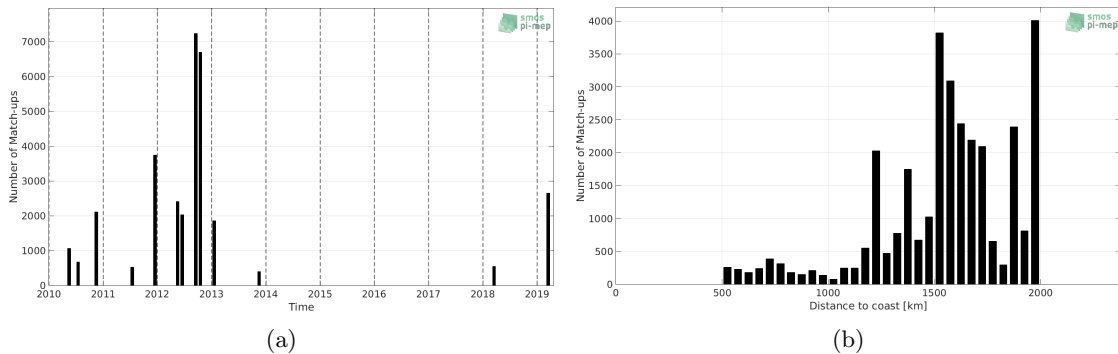 smos
pi-mep
Number of Match-ups
7000
6000
5000
4000
3000
2000
1000
0
2010 2011 2012 2013 2014 2015 2016 2017 2018 2019
Time
(a)
smos
pi-mep
Number of Match-ups
4000
3500
3000
2500
2000
1500
1000
500
0
0 500 1000 1500 2000
Distance to coast [km]
(b)